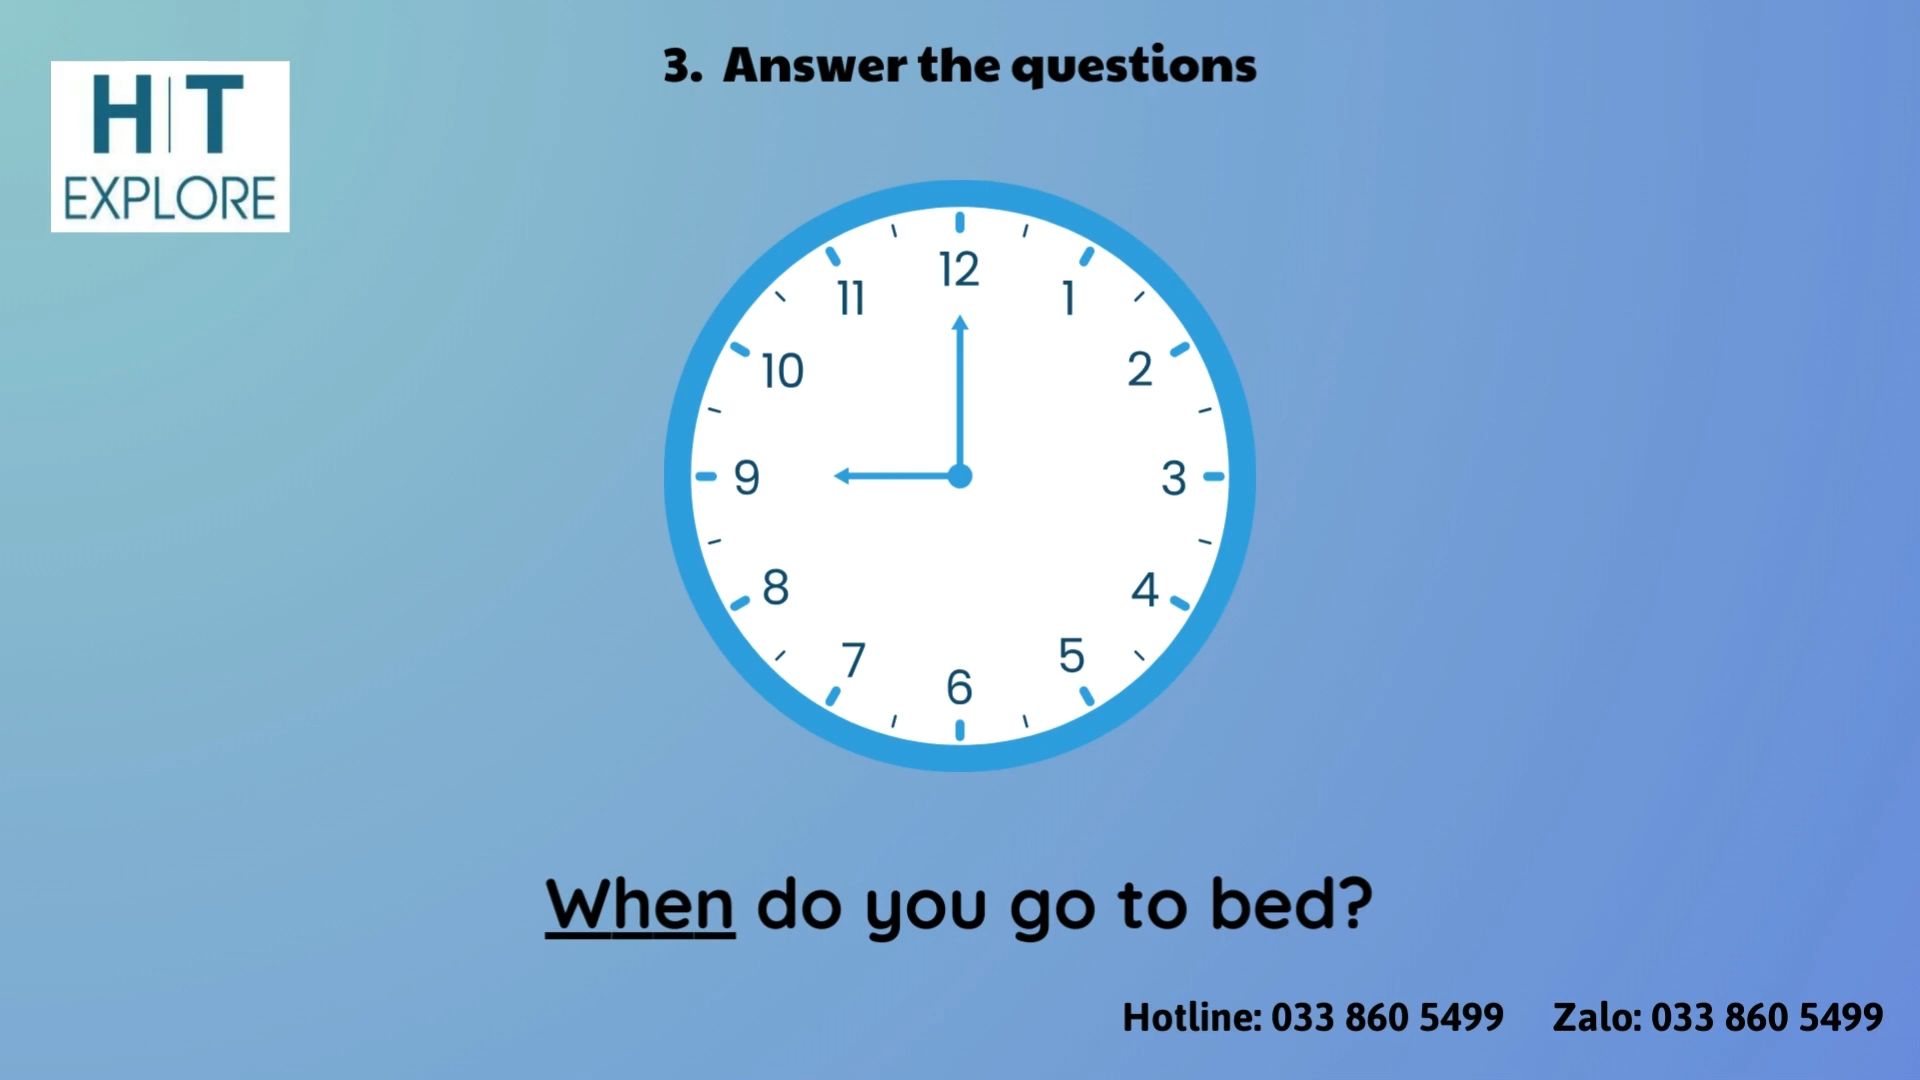 3. Answer the questions
H|T
EXPLORE
12
11
1
10
2
9
3
8
4
7
5
6
When do you go to bed?
Hotline: 033 860 5499 Zalo: 033 860 5499